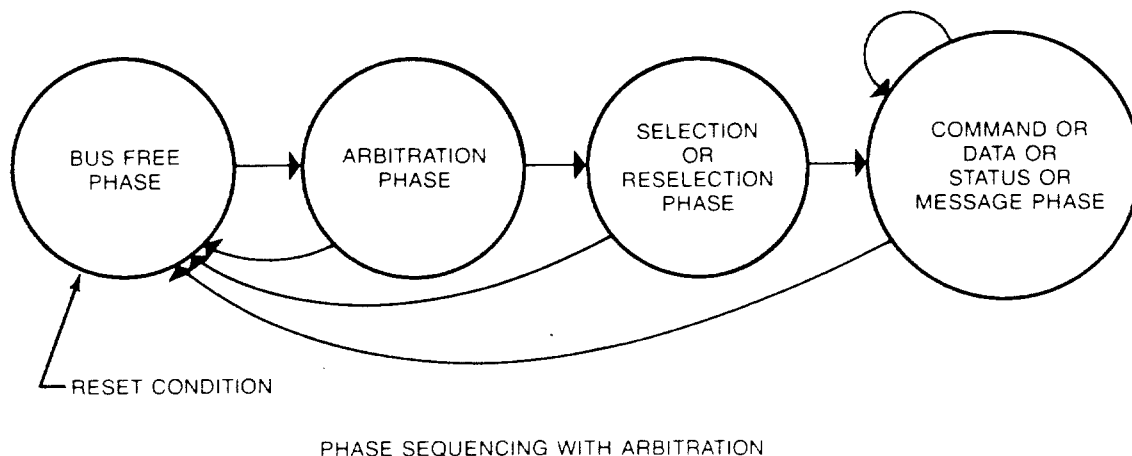 BUS FREE
PHASE
ARBITRATION
PHASE
SELECTION
OR
RESELECTION
PHASE
COMMAND OR
DATA OR
STATUS OR
MESSAGE PHASE
RESET CONDITION
PHASE SEQUENCING WITH ARBITRATION